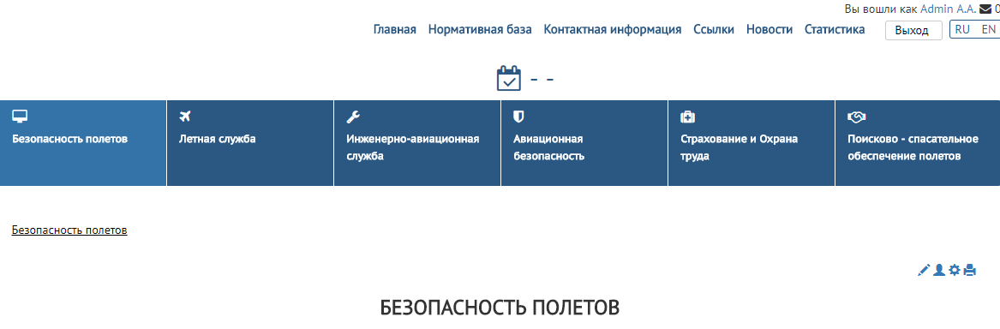 Вы вошли как Admin A.A. 0
Главная Нормативная база Контактная информация Ссылки Новости Статистика Выход RU EN
- -
Безопасность полетов
Летная служба
Инженерно-авиационная
служба
Авиационная
безопасность
Страхование и Охрана
труда
Поисково - спасательное
обеспечение полетов
Безопасность полетов
БЕЗОПАСНОСТЬ ПОЛЕТОВ